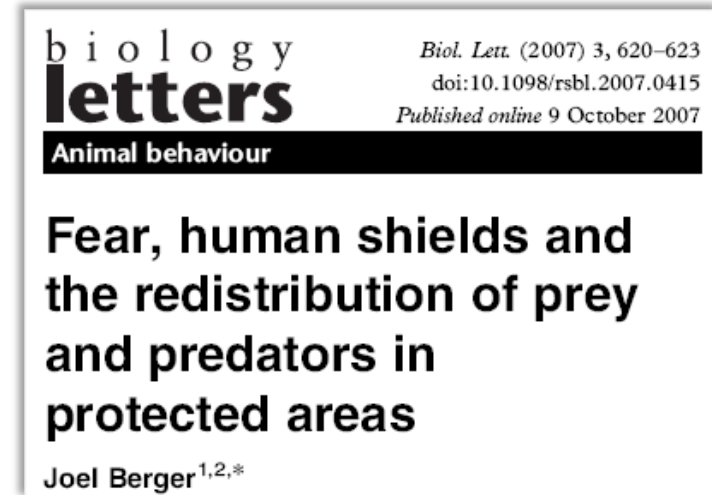 biology
letters
Biol. Lett. (2007) 3, 620–623
doi:10.1098/rsbl.2007.0415
Published online 9 October 2007
Animal behaviour
Fear, human shields and
the redistribution of prey
and predators in
protected areas
Joel Berger1,2,*